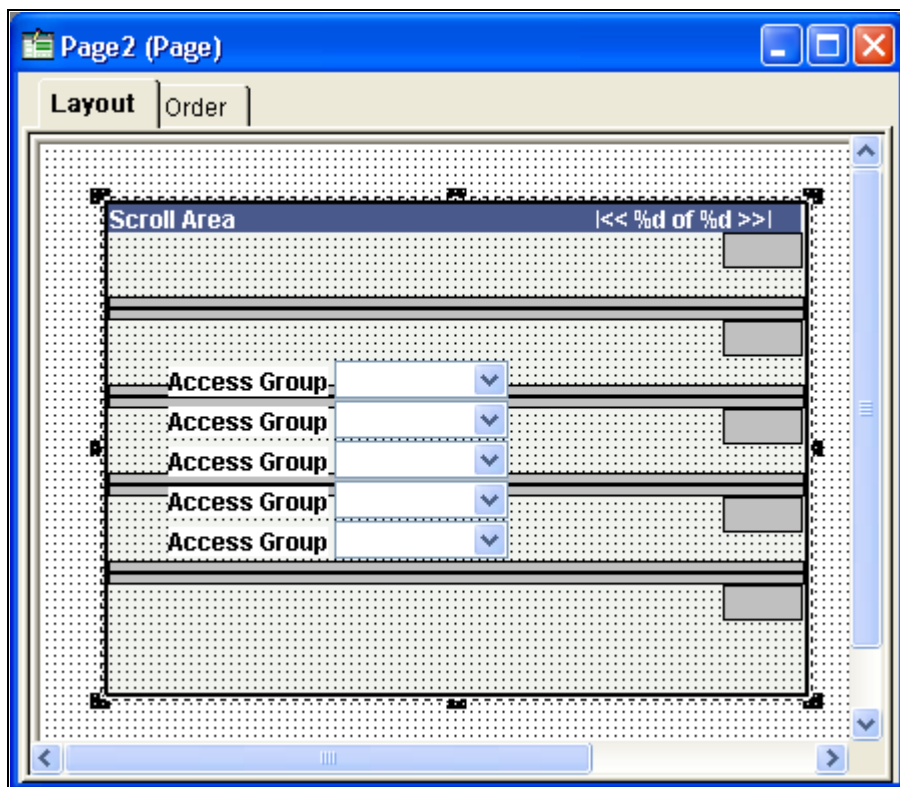 Page2 (Page)
Layout Order
Scroll Area |<< %d of %d >>|
Access Group
Access Group
Access Group
Access Group
Access Group